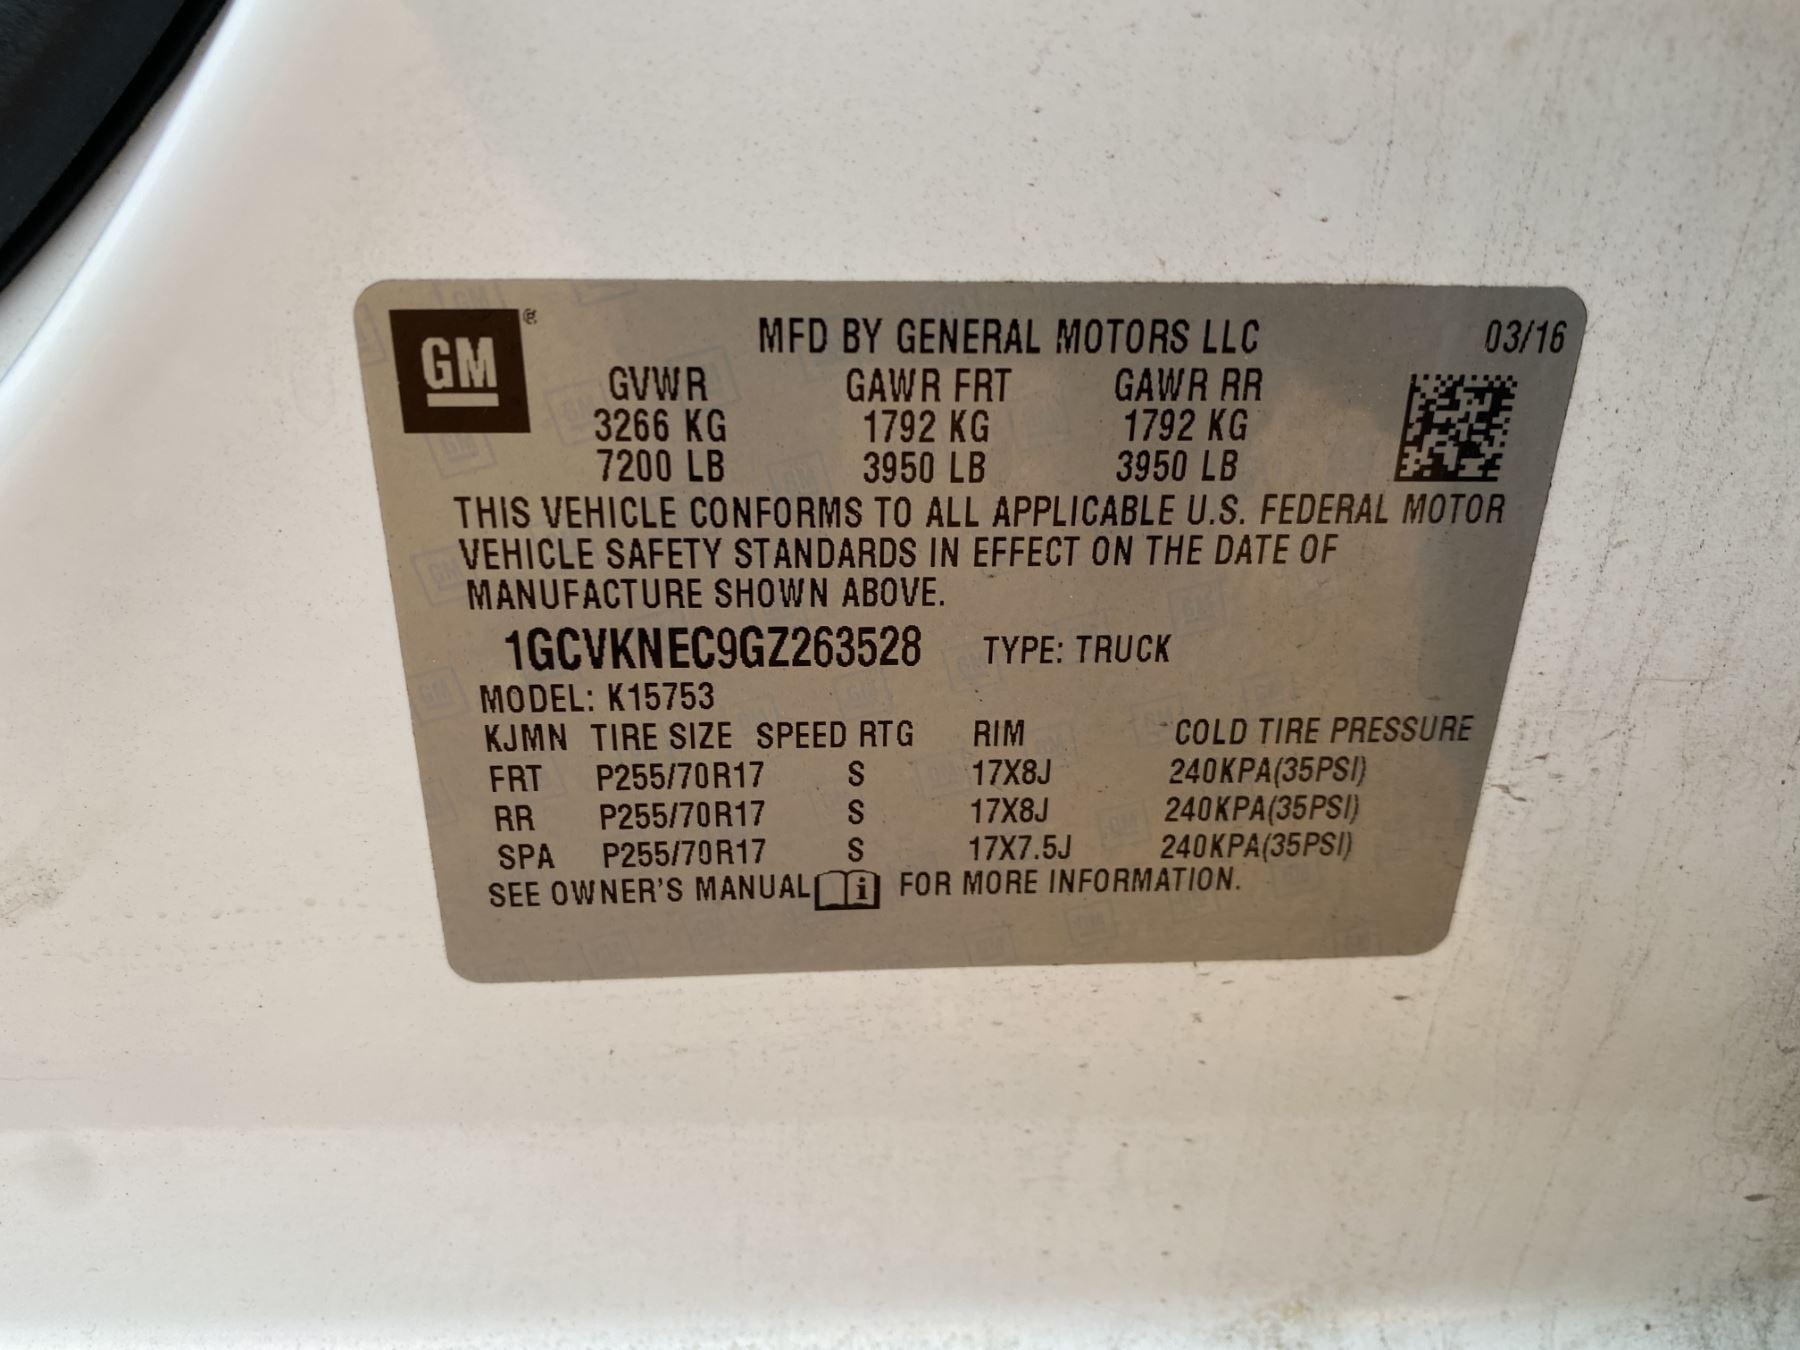 GM ®
MFD BY GENERAL MOTORS LLC 03/16
GVWR GAWR FRT GAWR RR
3266 KG 1792 KG 1792 KG
7200 LB 3950 LB 3950 LB
THIS VEHICLE CONFORMS TO ALL APPLICABLE U.S. FEDERAL MOTOR
VEHICLE SAFETY STANDARDS IN EFFECT ON THE DATE OF
MANUFACTURE SHOWN ABOVE.
1GCVKNEC9GZ263528 TYPE: TRUCK
MODEL: K15753
KJMN TIRE SIZE SPEED RTG RIM COLD TIRE PRESSURE
FRT P255/70R17 S 17X8J 240KPA(35PSI)
RR P255/70R17 S 17X8J 240KPA(35PSI)
SPA P255/70R17 S 17X7.5J 240KPA(35PSI)
SEE OWNER'S MANUAL i FOR MORE INFORMATION.